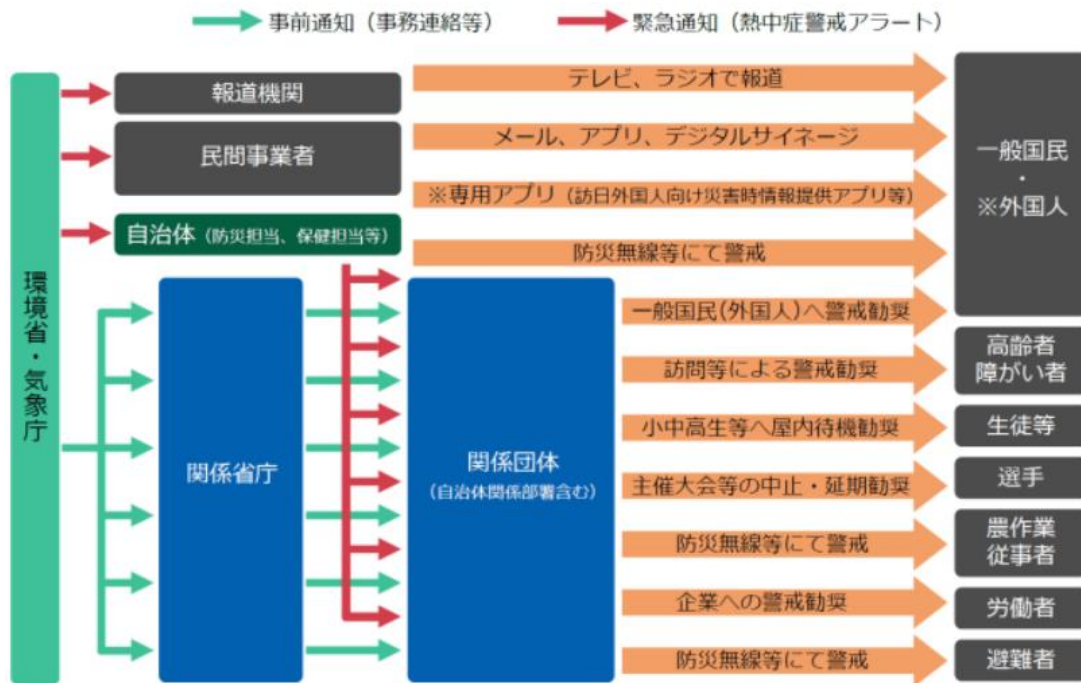 事前通知（事務連絡等）
緊急通知（熱中症警戒アラート）
環境省・気象庁
報道機関
テレビ、ラジオで報道
民間事業者
メール、アプリ、デジタルサイネージ
※専用アプリ（訪日外国人向け災害時情報提供アプリ等）
自治体（防災担当、保健担当等）
防災無線等にて警戒
一般国民
・
※外国人
関係省庁
関係団体
（自治体関係部署含む）
一般国民(外国人)へ警戒勧奨
訪問等による警戒勧奨
高齢者
障がい者
小中高生等へ屋内待機勧奨
生徒等
主催大会等の中止・延期勧奨
選手
防災無線等にて警戒
農作業
従事者
企業への警戒勧奨
労働者
防災無線等にて警戒
避難者